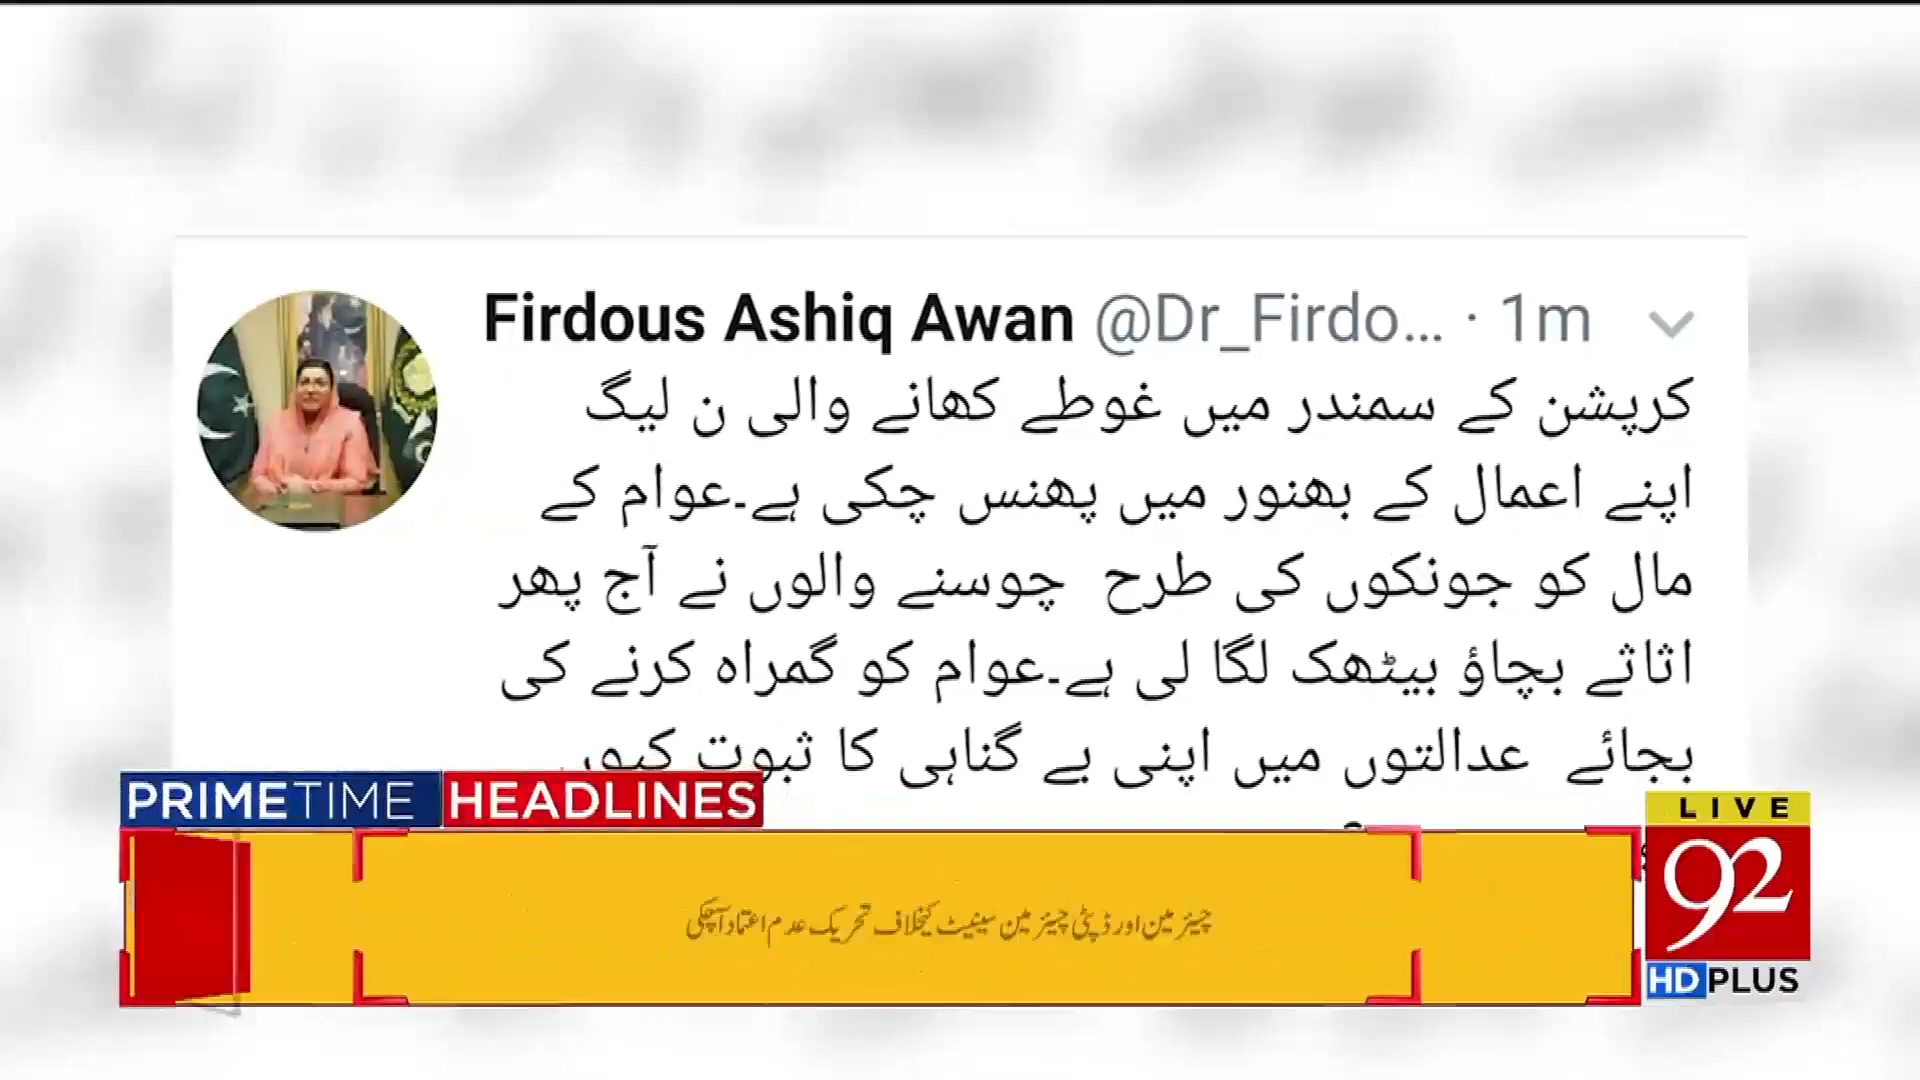 Firdous Ashiq Awan @Dr_Firdo... · 1m
کرپشن کے سمندر میں غوطے کھانے والی ن لیگ
اپنے اعمال کے بھنور میں پھنس چکی ہے۔عوام کے
مال کو جونکوں کی طرح چوسنے والوں نے آج پھر
اثاثے بچاؤ بیٹھک لگا لی ہے۔عوام کو گمراہ کرنے کی
بجائے عدالتوں میں اپنی بے گناہی کا ثبوت کیوں
PRIMETIME HEADLINES
چیئرمین اور ڈپٹی چیئرمین سینیٹ کیخلاف تحریک عدم اعتماد آچکی
LIVE
92
HD PLUS